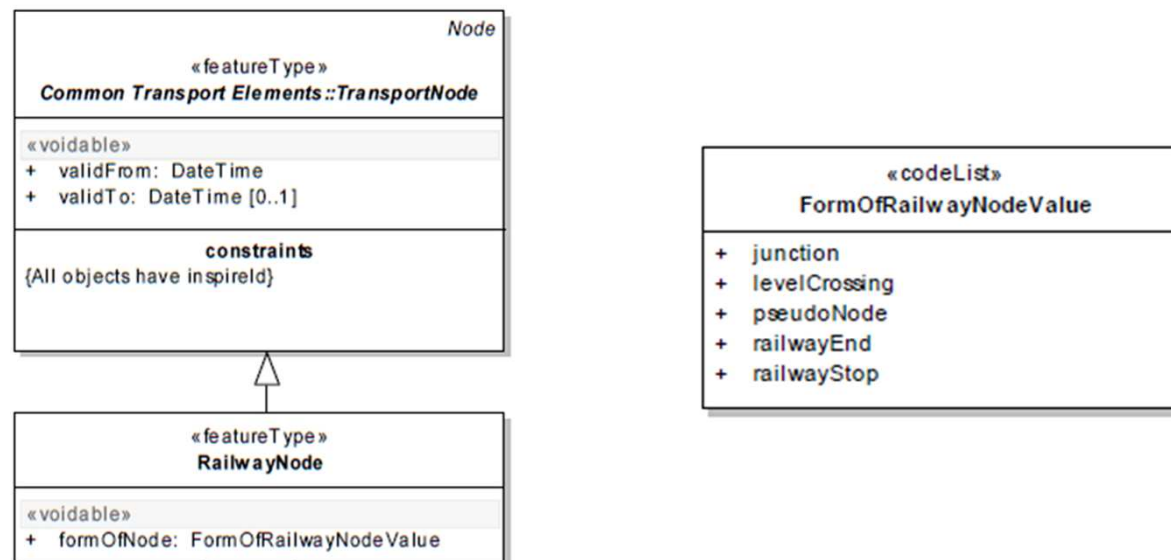 Node
«featureType»
Common Transport Elements::TransportNode
«voidable»
+ validFrom: DateTime
+ validTo: DateTime [0..1]
constraints
{All objects have inspireId}
«featureType»
RailwayNode
«voidable»
+ formOfNode: FormOfRailwayNodeValue
«codeList»
FormOfRailwayNodeValue
+ junction
+ levelCrossing
+ pseudoNode
+ railwayEnd
+ railwayStop